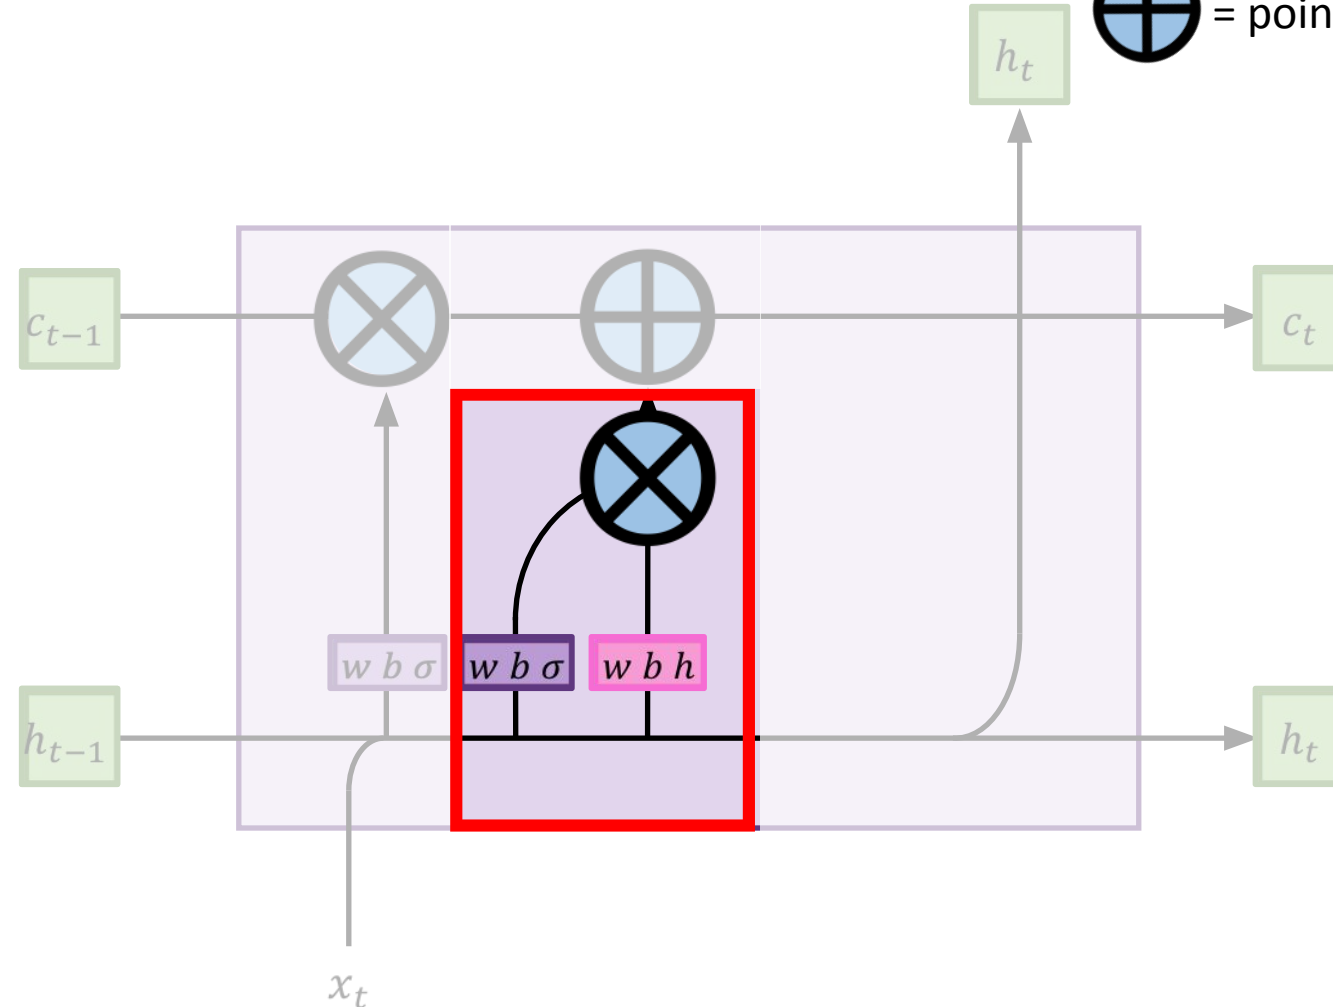 = poin
h_t
c_{t-1}
c_t
w b σ
w b σ
w b h
h_{t-1}
h_t
x_t